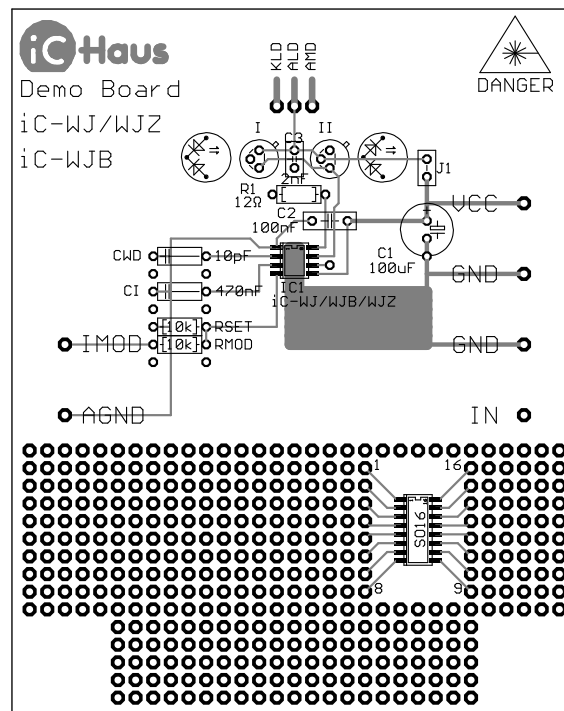 iC Haus
Demo Board
iC-WJ/WJZ
iC-WJB
KLD
ALD
AMD
DANGER
I
C3
II
J1
2nF
R1
12Ω
C2
100nF
VCC
C1
100uF
CWD
10pF
GND
CI
470nF
IC1
iC-WJ/WJB/WJZ
10k
RSET
IMOD
10k
RMOD
GND
AGND
IN
1
16
SO16
8
9